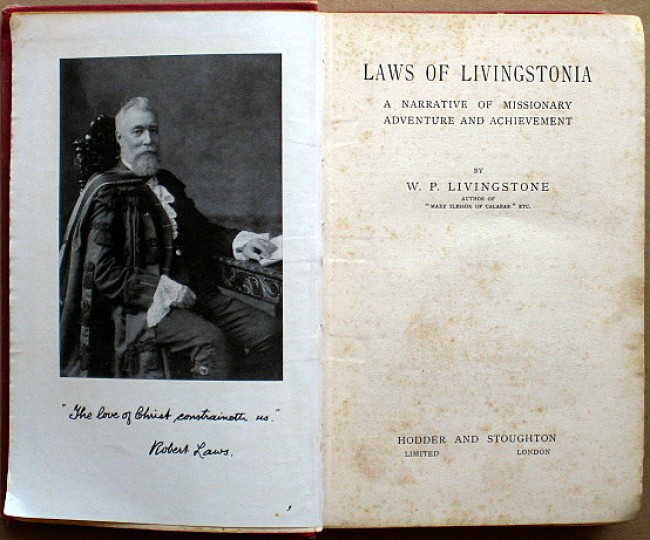 "The love of Christ constraineth us."
Robert Laws.
LAWS OF LIVINGSTONIA
A NARRATIVE OF MISSIONARY
ADVENTURE AND ACHIEVEMENT
BY
W. P. LIVINGSTONE
AUTHOR OF
"MARY SLESSOR OF CALABAR" ETC.
HODDER AND STOUGHTON
LIMITED LONDON